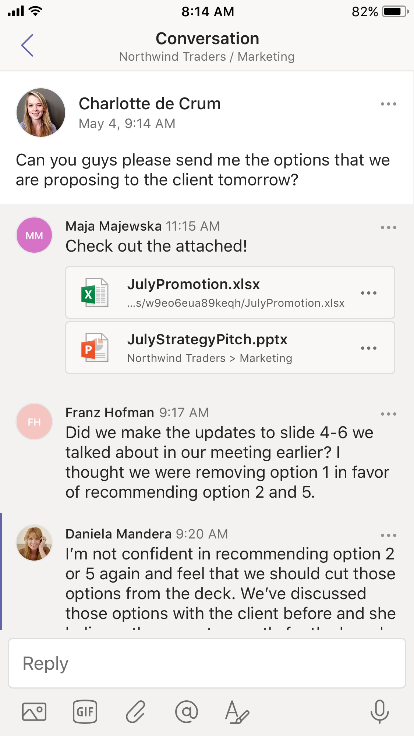 8:14 AM
82%
Conversation
Northwind Traders / Marketing
Charlotte de Crum
May 4, 9:14 AM
Can you guys please send me the options that we
are proposing to the client tomorrow?
MM
Maja Majewska 11:15 AM
Check out the attached!
X
JulyPromotion.xlsx
...s/w9eo6eua89keqh/JulyPromotion.xlsx
P
JulyStrategyPitch.pptx
Northwind Traders > Marketing
FH
Franz Hofman 9:17 AM
Did we make the updates to slide 4-6 we
talked about in our meeting earlier? I
thought we were removing option 1 in favor
of recommending option 2 and 5.
Daniela Mandera 9:20 AM
I'm not confident in recommending option 2
or 5 again and feel that we should cut those
options from the deck. We've discussed
those options with the client before and she
Reply
GIF
@
A